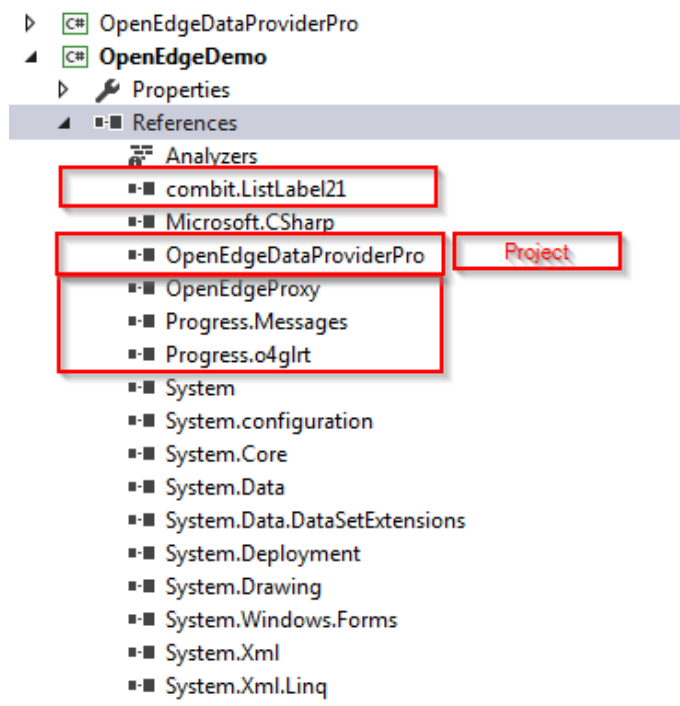 C# OpenEdgeDataProviderPro
C# OpenEdgeDemo
Properties
References
Analyzers
combit.ListLabel21
Microsoft.CSharp
OpenEdgeDataProviderPro Project
OpenEdgeProxy
Progress.Messages
Progress.o4glrt
System
System.configuration
System.Core
System.Data
System.Data.DataSetExtensions
System.Deployment
System.Drawing
System.Windows.Forms
System.Xml
System.Xml.Linq